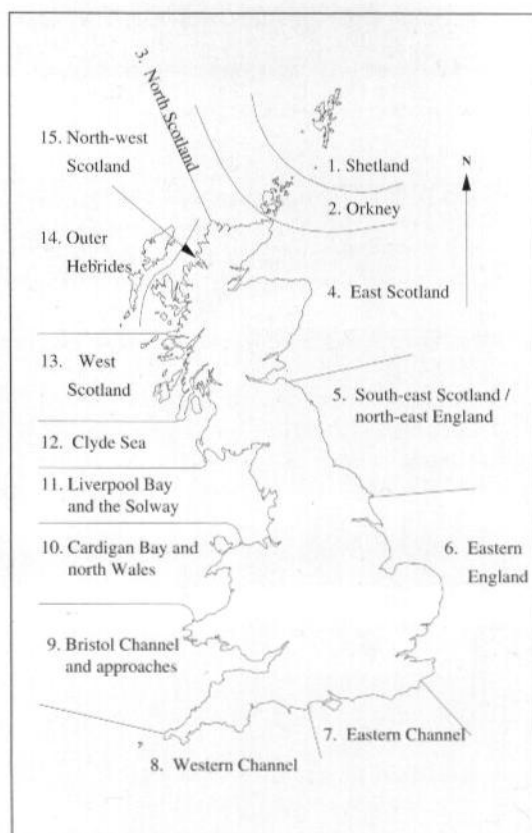 3. North Scotland
15. North-west
Scotland
1. Shetland
N
2. Orkney
14. Outer
Hebrides
4. East Scotland
13. West
Scotland
5. South-east Scotland /
north-east England
12. Clyde Sea
11. Liverpool Bay
and the Solway
10. Cardigan Bay and
north Wales
6. Eastern
England
9. Bristol Channel
and approaches
7. Eastern Channel
8. Western Channel